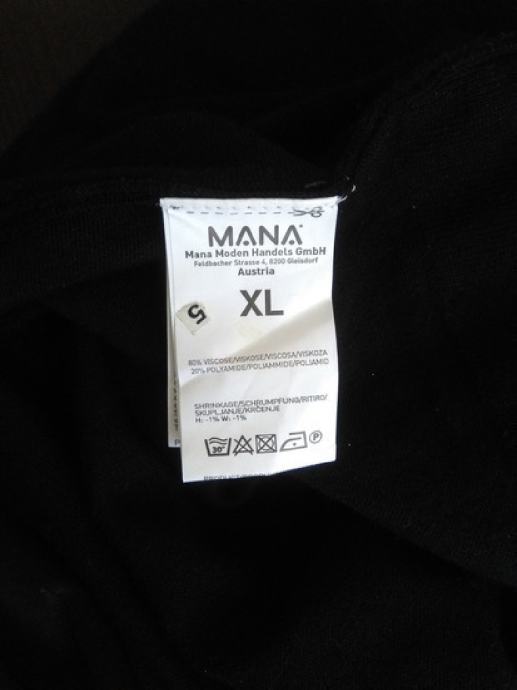 MANA
Mana Moden Handels GmbH
Feldbacher Strasse 4, 8200 Gleisdorf
Austria
XL
5
80% VISCOSE/VISKOSE/VISCOSA/VISKOZA
20% POLYAMIDE/POLIAMMIDE/POLIAMID
SHRINKAGE/SCHRUMPFUNG/RITIRO/
SKUPLJANJE/KRČENJE
H: -1% W: -1%
30°
P